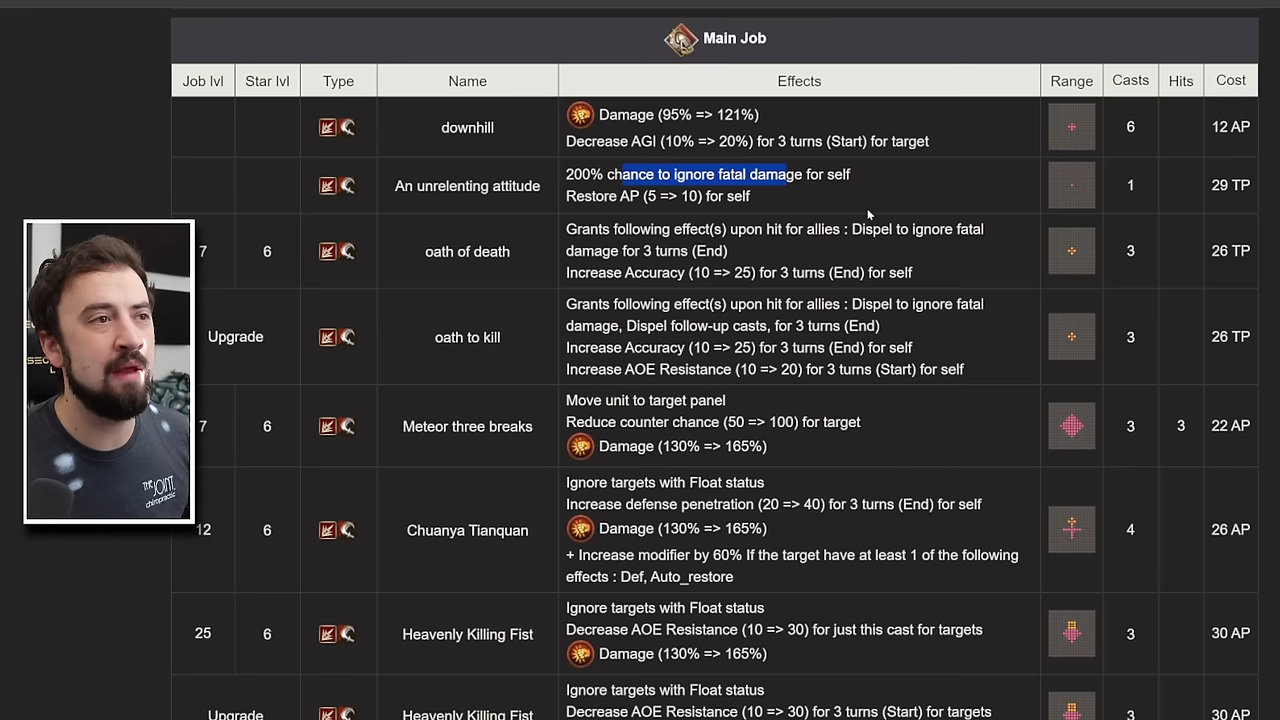 Main Job
Job lvl Star lvl Type Name Effects Range Casts Hits Cost
downhill
Damage (95% => 121%)
Decrease AGI (10% => 20%) for 3 turns (Start) for target
6 12 AP
An unrelenting attitude
200% chance to ignore fatal damage for self
Restore AP (5 => 10) for self
1 29 TP
7 6 oath of death
Grants following effect(s) upon hit for allies : Dispel to ignore fatal
damage for 3 turns (End)
Increase Accuracy (10 => 25) for 3 turns (End) for self
3 26 TP
Upgrade oath to kill
Grants following effect(s) upon hit for allies : Dispel to ignore fatal
damage, Dispel follow-up casts, for 3 turns (End)
Increase Accuracy (10 => 25) for 3 turns (End) for self
Increase AOE Resistance (10 => 20) for 3 turns (Start) for self
3 26 TP
7 6 Meteor three breaks
Move unit to target panel
Reduce counter chance (50 => 100) for target
Damage (130% => 165%)
3 3 22 AP
12 6 Chuanya Tianquan
Ignore targets with Float status
Increase defense penetration (20 => 40) for 3 turns (End) for self
Damage (130% => 165%)
+ Increase modifier by 60% If the target have at least 1 of the following
effects : Def, Auto_restore
4 26 AP
25 6 Heavenly Killing Fist
Ignore targets with Float status
Decrease AOE Resistance (10 => 30) for just this cast for targets
Damage (130% => 165%)
3 30 AP
Upgrade Heavenly Killing Fist
Ignore targets with Float status
Decrease AOE Resistance (10 => 30) for 3 turns (Start) for targets
3 30 AP
THE
JOINT
chiropractic